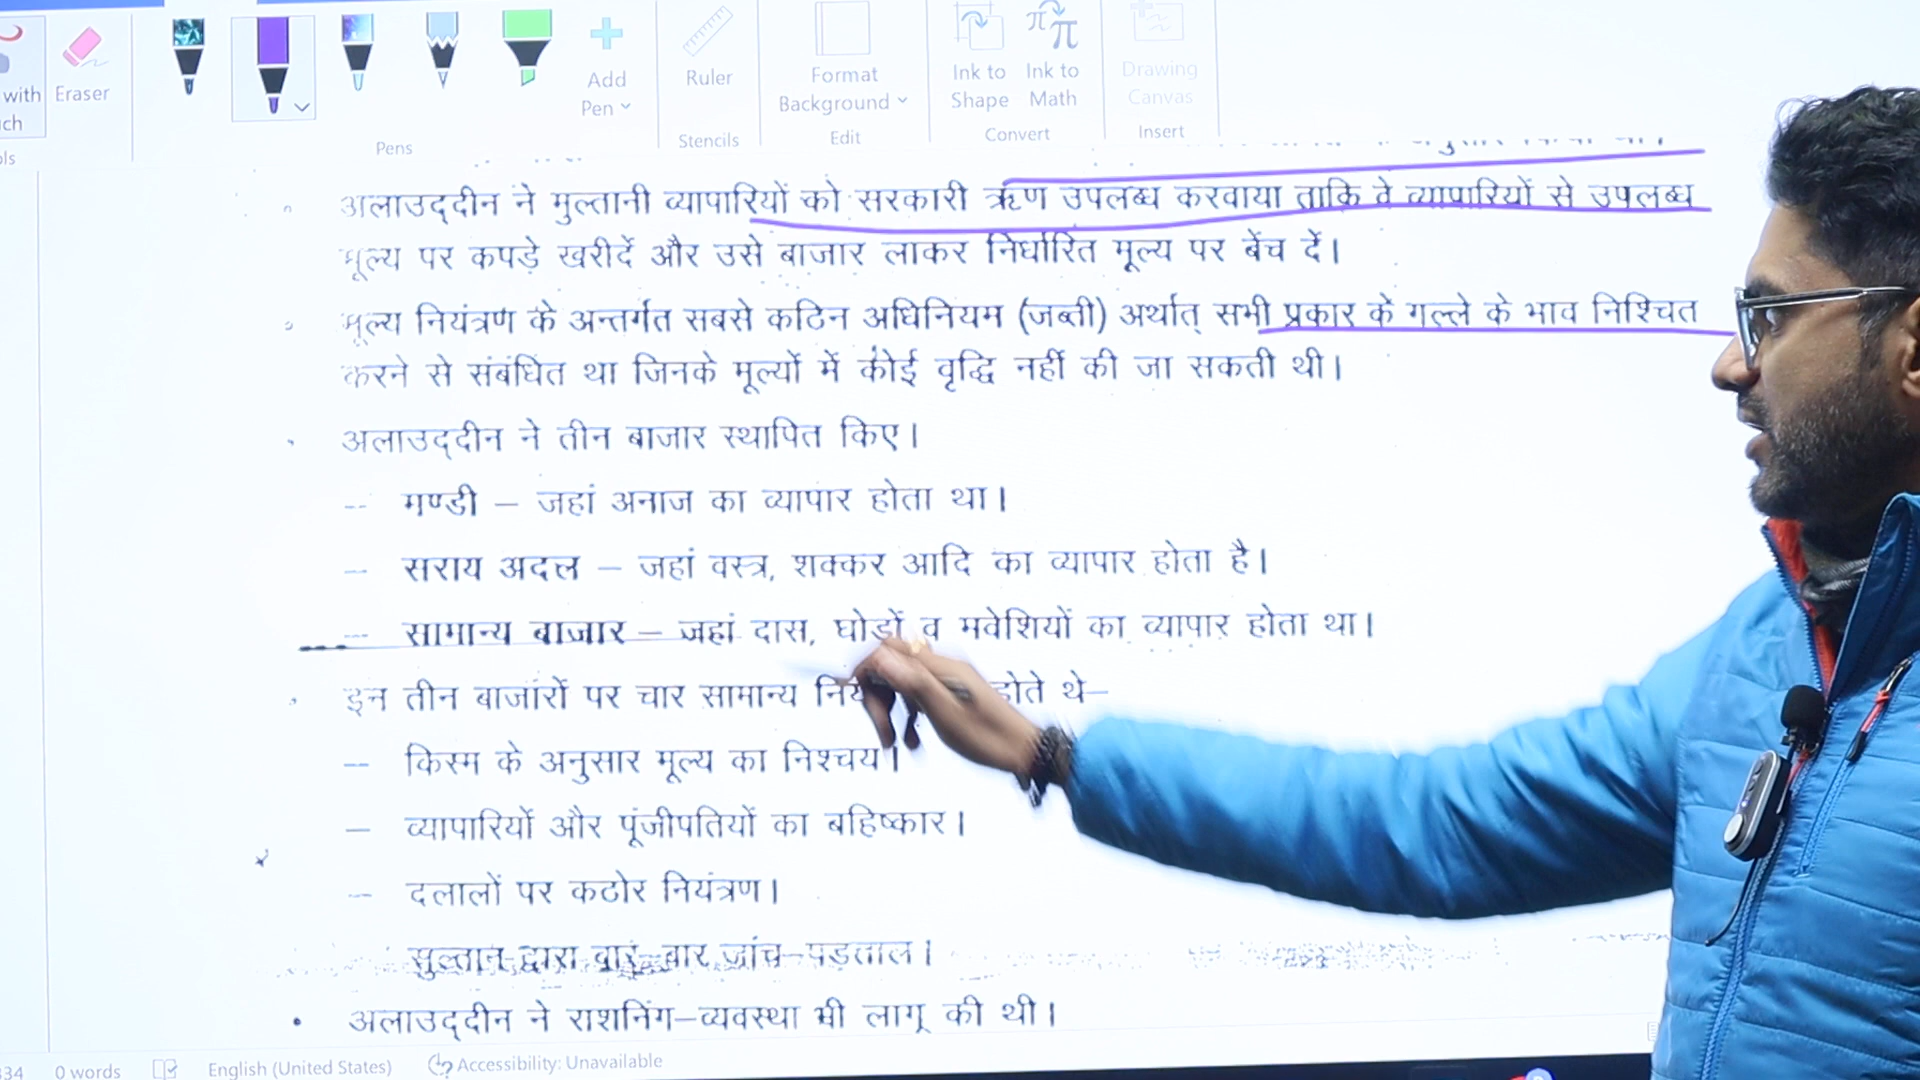 with
ch
Eraser
Add
Pen
Ruler
Format
Background
Ink to
Shape
Ink to
Math
Drawing
Canvas
Pens
Stencils
Edit
Convert
Insert
अलाउद्दीन ने मुल्तानी व्यापारियों को सरकारी ऋण उपलब्ध करवाया ताकि वे व्यापारियों से उपलब्ध
मूल्य पर कपड़े खरीदें और उसे बाजार लाकर निर्धारित मूल्य पर बेंच दें।
मूल्य नियंत्रण के अन्तर्गत सबसे कठिन अधिनियम (जब्ती) अर्थात् सभी प्रकार के गल्ले के भाव निश्चित
करने से संबंधित था जिनके मूल्यों में कोई वृद्धि नहीं की जा सकती थी।
अलाउद्दीन ने तीन बाजार स्थापित किए।
– मण्डी – जहां अनाज का व्यापार होता था।
– सराय अदल – जहां वस्त्र, शक्कर आदि का व्यापार होता है।
– सामान्य बाजार – जहां दास, घोड़ों व मवेशियों का व्यापार होता था।
इन तीन बाजारों पर चार सामान्य होते थे–
– किस्म के अनुसार मूल्य का निश्चय।
– व्यापारियों और पूंजीपतियों का बहिष्कार।
– दलालों पर कठोर नियंत्रण।
सुल्तान द्वारा बार–बार जांच–पड़ताल।
• अलाउद्दीन ने राशनिंग–व्यवस्था भी लागू की थी।
334 0 words English (United States) Accessibility: Unavailable